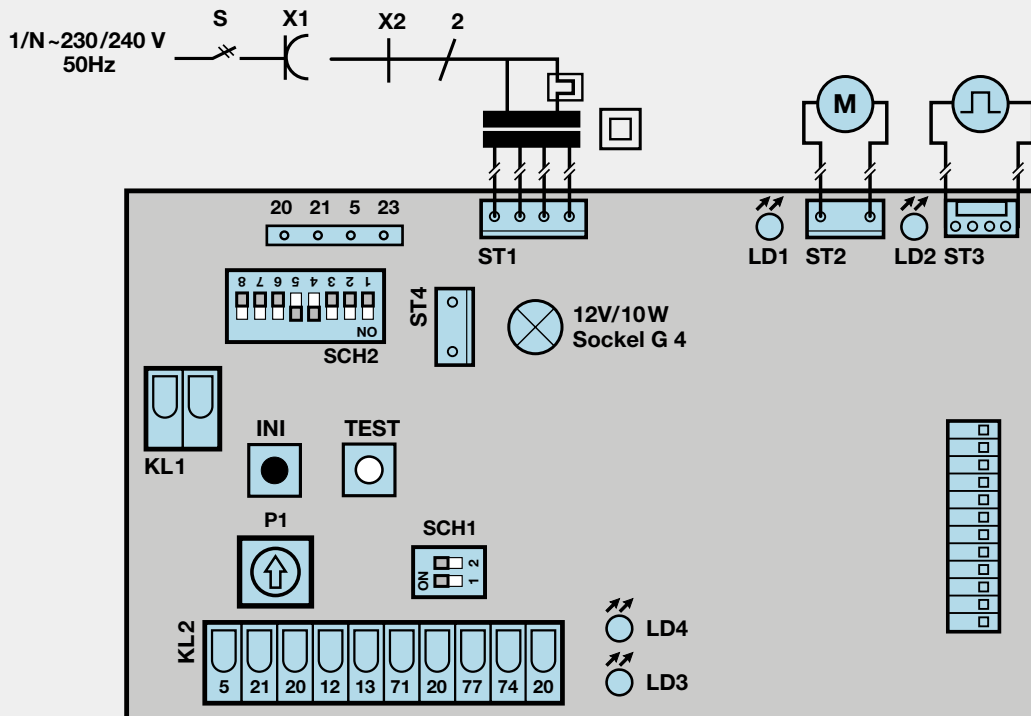 S X1 X2 2
1/N ~ 230/240 V
50Hz
M
20 21 5 23
ST1 LD1 ST2 LD2 ST3
8 7 6 5 4 3 2 1
ON
SCH2
ST4
12V/10W
Sockel G 4
KL1
INI TEST
P1
SCH1
ON
2
1
KL2
5 21 20 12 13 71 20 77 74 20
LD4
LD3